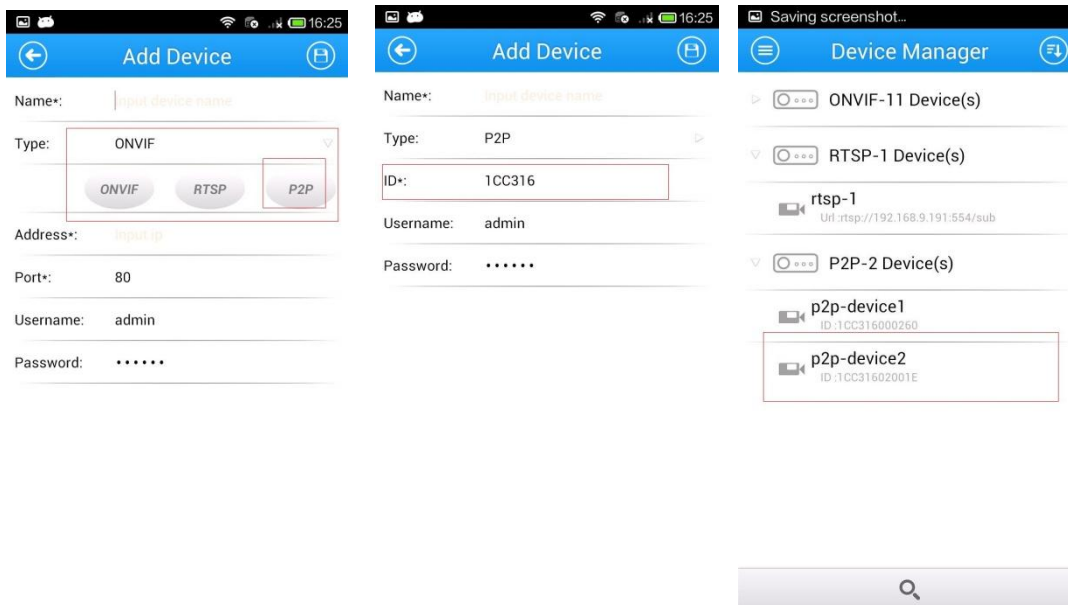 16:25
Add Device
Name*: Input device name
Type: ONVIF
ONVIF RTSP P2P
Address*: Input ip
Port*: 80
Username: admin
Password: ••••••
16:25
Add Device
Name*: Input device name
Type: P2P
ID*: 1CC316
Username: admin
Password: ••••••
Saving screenshot...
Device Manager
ONVIF-11 Device(s)
RTSP-1 Device(s)
rtsp-1
Url :rtsp://192.168.9.191:554/sub
P2P-2 Device(s)
p2p-device1
ID :1CC316000260
p2p-device2
ID :1CC31602001E